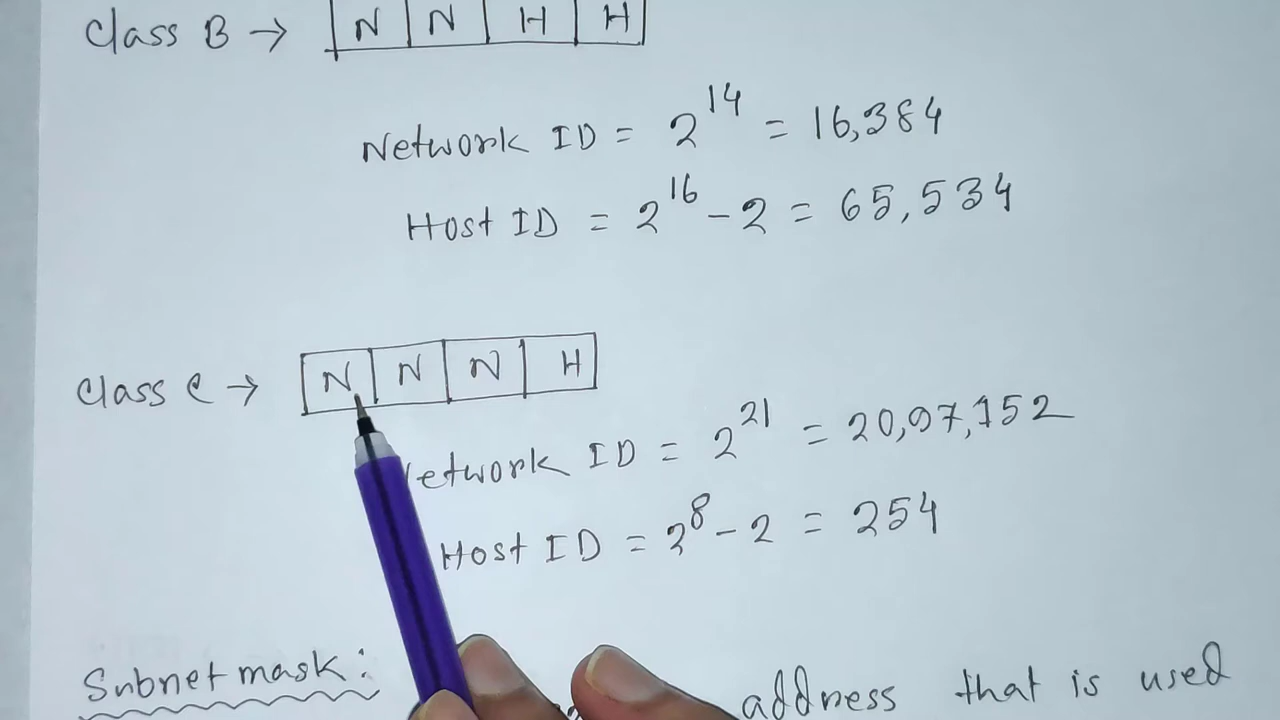 Class B → N N H H
Network ID = 2^14 = 16,384
Host ID = 2^16 - 2 = 65,534
Class C → N N N H
etwork ID = 2^21 = 20,97,152
Host ID = 2^8 - 2 = 254
Subnet mask: address that is used